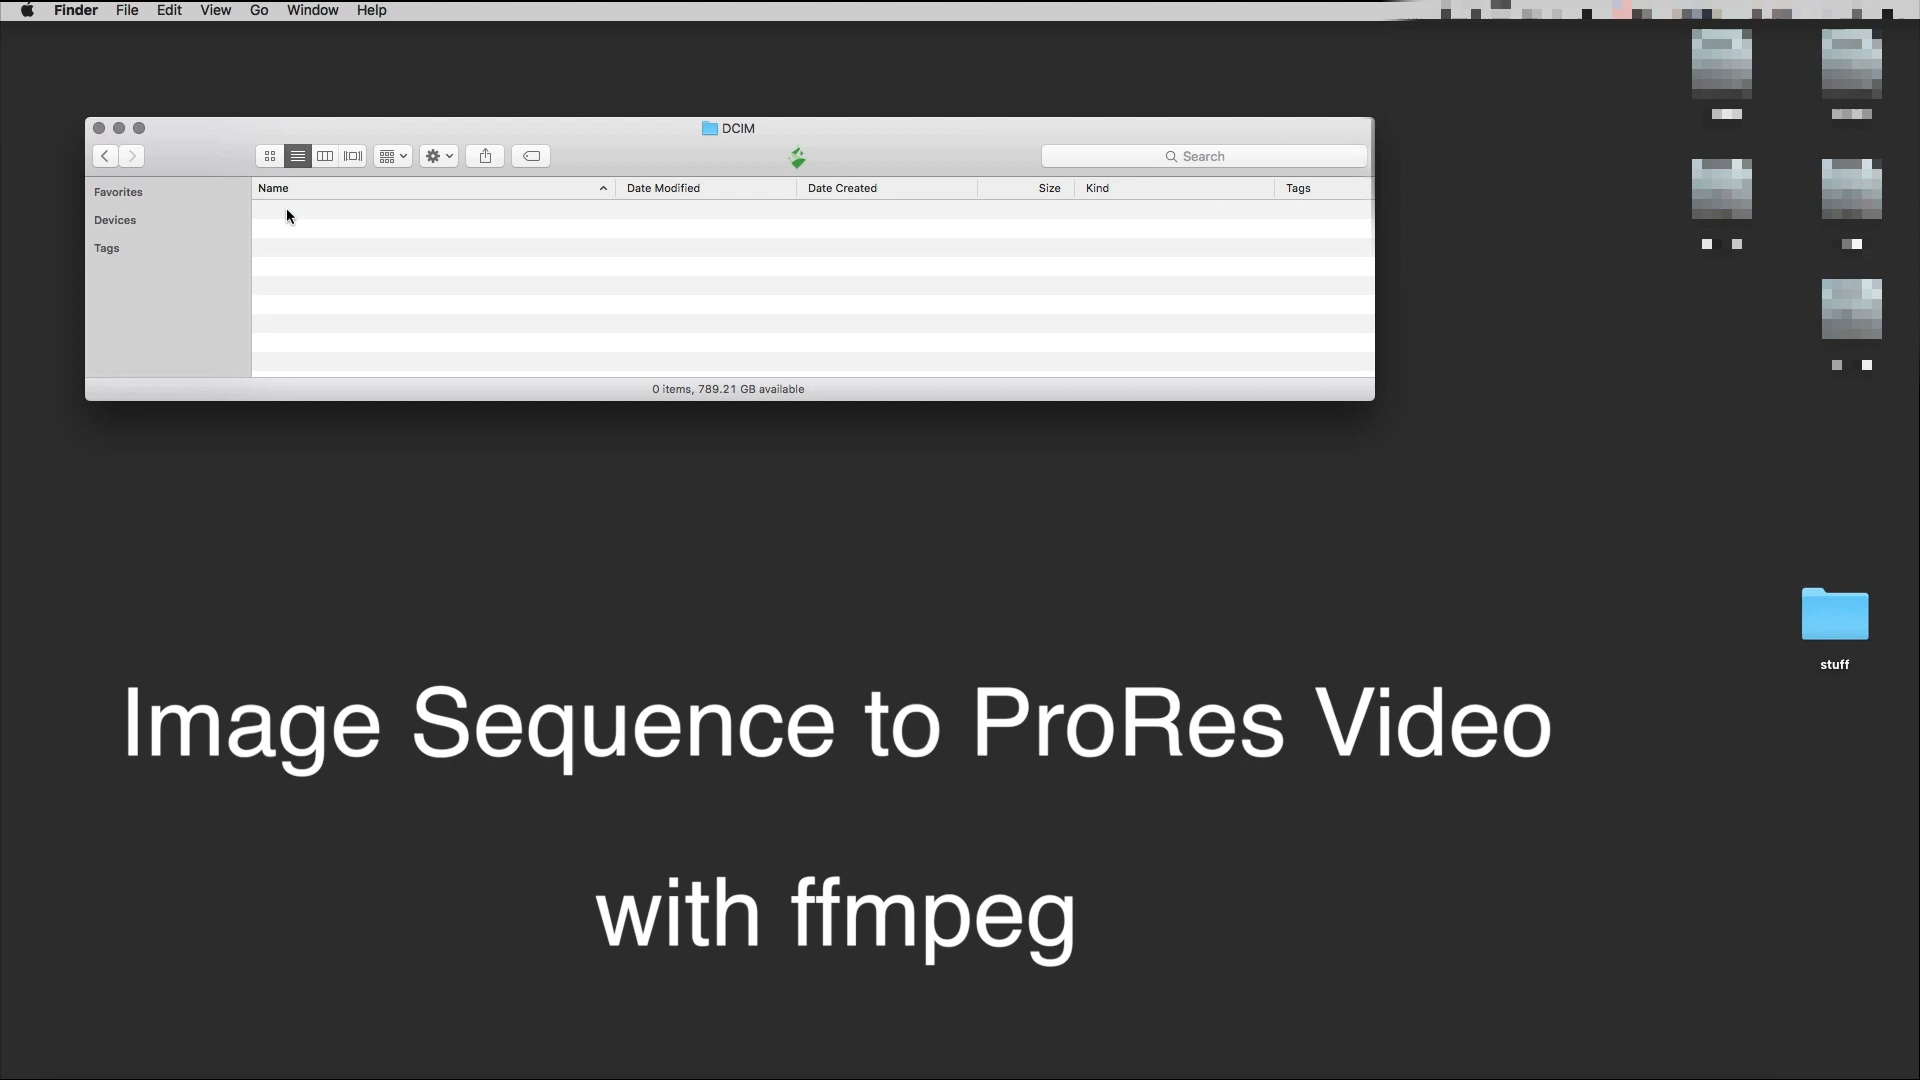 Finder File Edit View Go Window Help
DCIM
Search
Favorites
Devices
Tags
Name Date Modified Date Created Size Kind Tags
0 items, 789.21 GB available
stuff
Image Sequence to ProRes Video
with ffmpeg